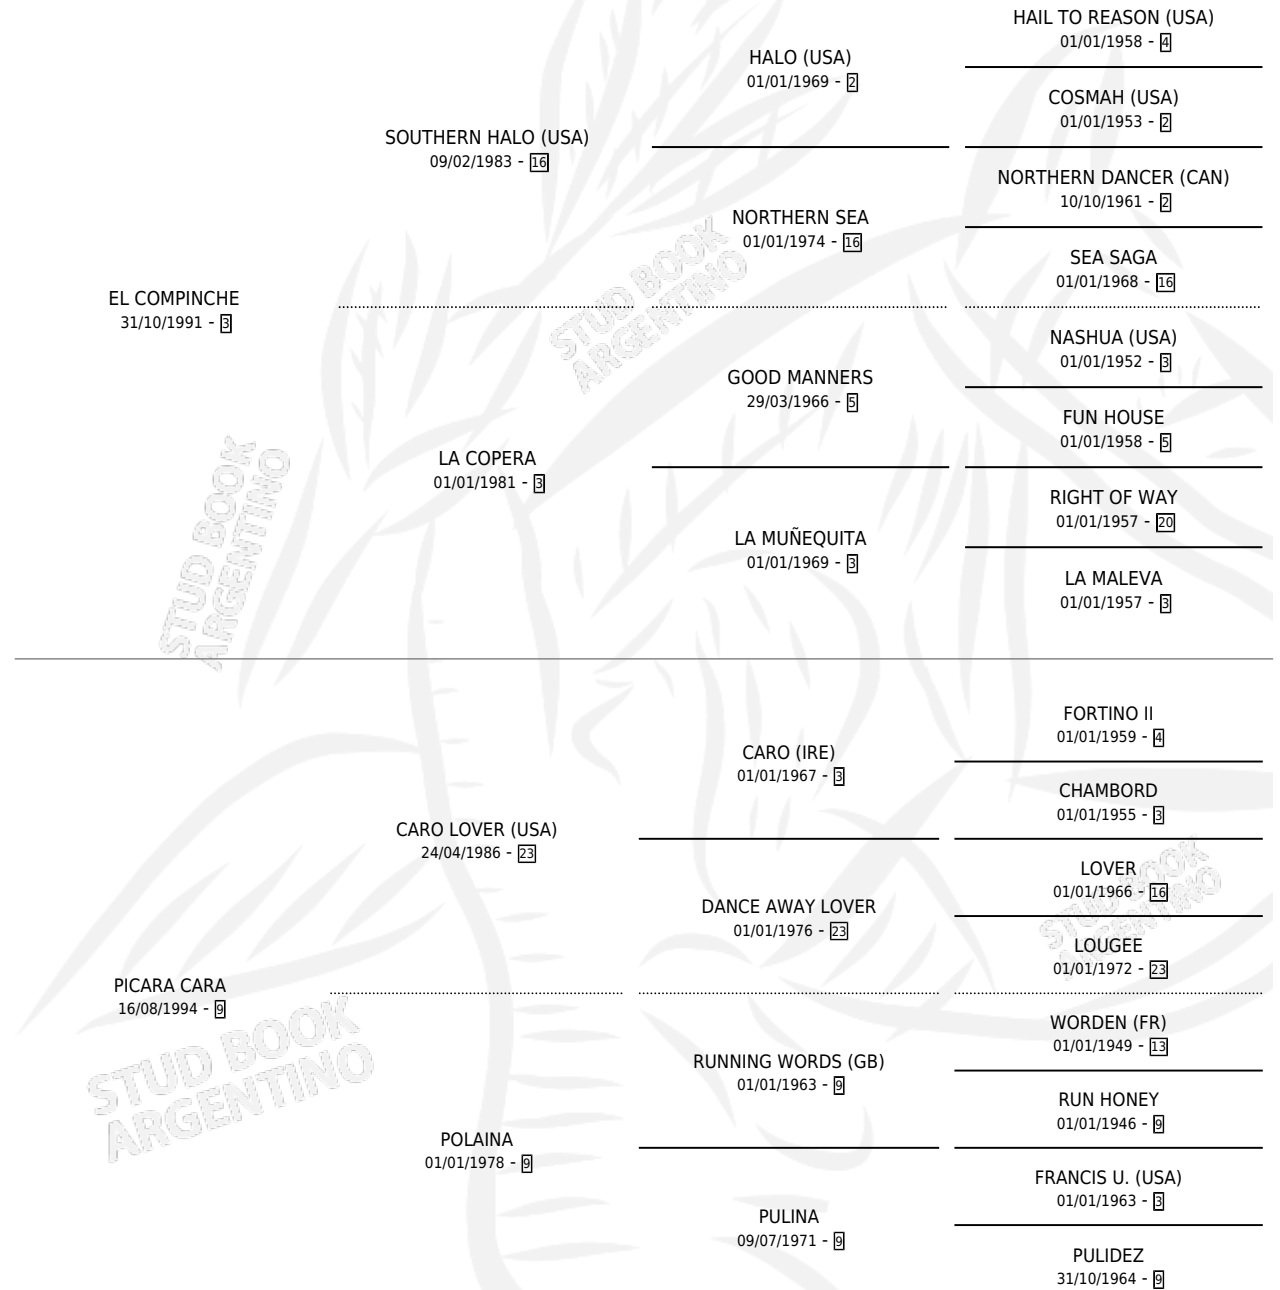 HAIL TO REASON (USA)
01/01/1958 - 4
HALO (USA)
01/01/1969 - 2
COSMAH (USA)
01/01/1953 - 2
SOUTHERN HALO (USA)
09/02/1983 - 16
NORTHERN DANCER (CAN)
10/10/1961 - 2
NORTHERN SEA
01/01/1974 - 16
SEA SAGA
01/01/1968 - 16
STUD BOOK
ARGENTINO
EL COMPINCHE
31/10/1991 - 3
NASHUA (USA)
01/01/1952 - 3
GOOD MANNERS
29/03/1966 - 5
FUN HOUSE
01/01/1958 - 5
LA COPERA
01/01/1981 - 3
RIGHT OF WAY
01/01/1957 - 20
LA MUÑEQUITA
01/01/1969 - 3
LA MALEVA
01/01/1957 - 3
STUD BOOK
ARGENTINO
FORTINO II
01/01/1959 - 4
CARO (IRE)
01/01/1967 - 3
CHAMBORD
01/01/1955 - 3
CARO LOVER (USA)
24/04/1986 - 23
LOVER
01/01/1966 - 16
DANCE AWAY LOVER
01/01/1976 - 23
LOUGEE
01/01/1972 - 23
STUD BOOK
ARGENTINO
PICARA CARA
16/08/1994 - 9
WORDEN (FR)
01/01/1949 - 13
RUNNING WORDS (GB)
01/01/1963 - 9
RUN HONEY
01/01/1946 - 9
STUD BOOK
ARGENTINO
POLAINA
01/01/1978 - 9
FRANCIS U. (USA)
01/01/1963 - 3
PULINA
09/07/1971 - 9
PULIDEZ
31/10/1964 - 9